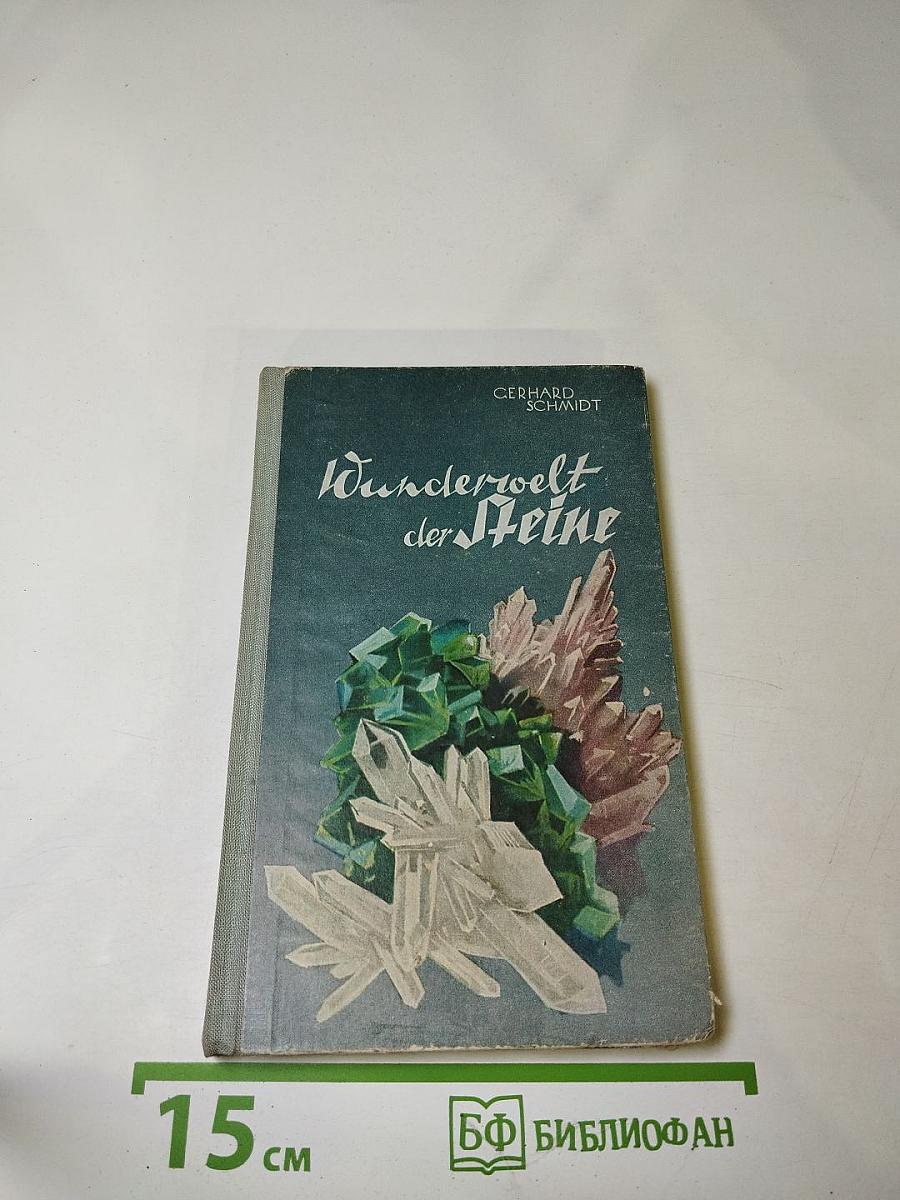 GERHARD
SCHMIDT
Wunderwelt
der Steine
15 см
БФ БИБЛИОФАН